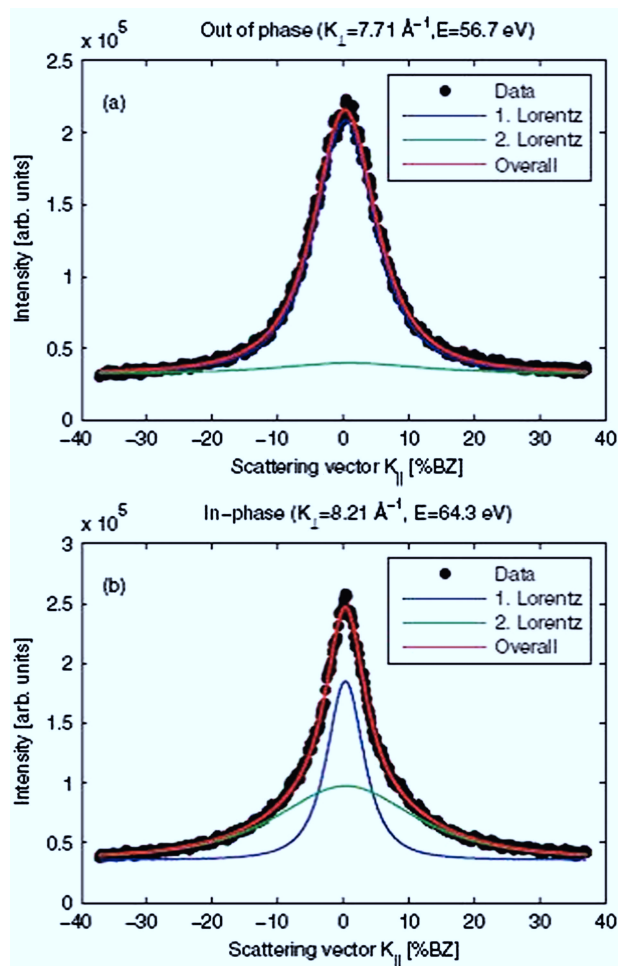 Out of phase (K⊥=7.71 Å⁻¹,E=56.7 eV)
x 10⁵
2.5
2
1.5
1
0.5
0
Intensity [arb. units]
(a)
Data
1. Lorentz
2. Lorentz
Overall
−40 −30 −20 −10 0 10 20 30 40
Scattering vector K|| [%BZ]
In−phase (K⊥=8.21 Å⁻¹, E=64.3 eV)
x 10⁵
3
2.5
2
1.5
1
0.5
0
Intensity [arb. units]
(b)
Data
1. Lorentz
2. Lorentz
Overall
−40 −30 −20 −10 0 10 20 30 40
Scattering vector K|| [%BZ]